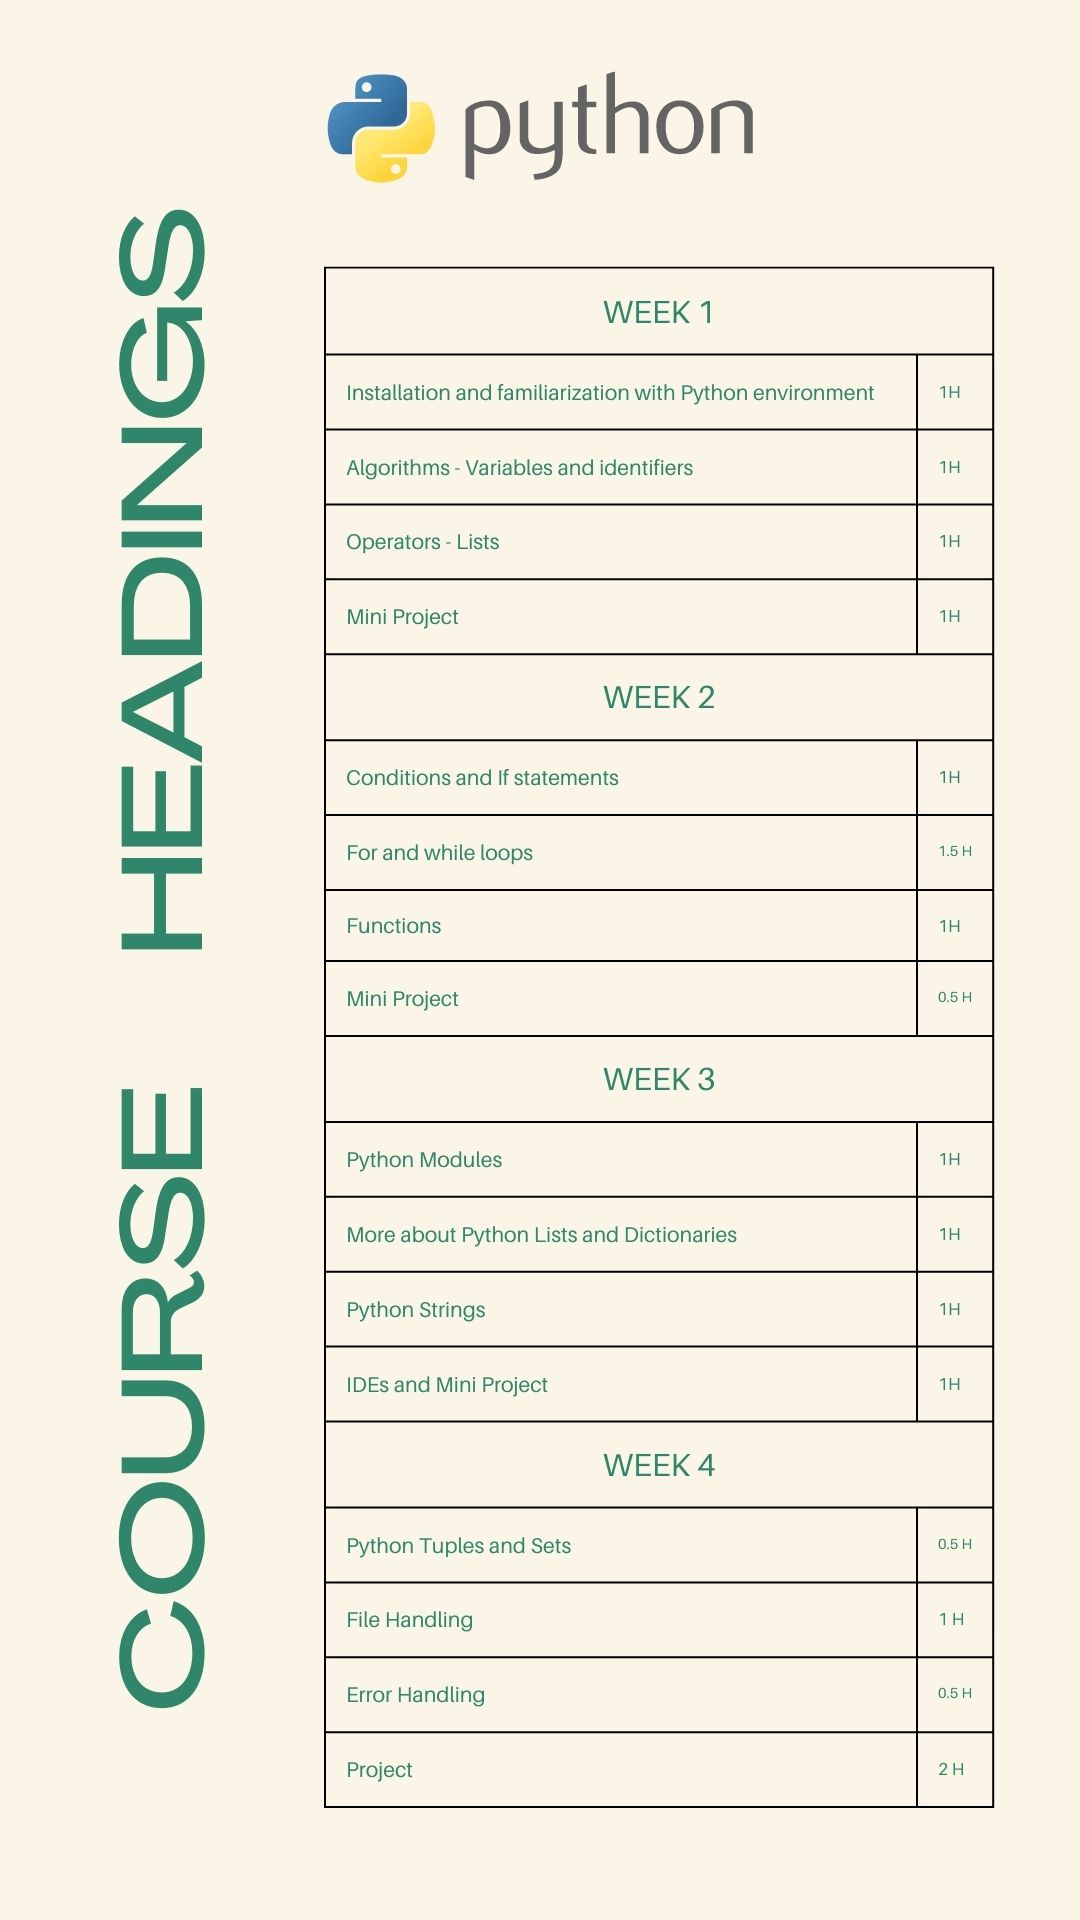 python
COURSE HEADINGS
WEEK 1
Installation and familiarization with Python environment 1H
Algorithms - Variables and identifiers 1H
Operators - Lists 1H
Mini Project 1H
WEEK 2
Conditions and If statements 1H
For and while loops 1.5 H
Functions 1H
Mini Project 0.5 H
WEEK 3
Python Modules 1H
More about Python Lists and Dictionaries 1H
Python Strings 1H
IDEs and Mini Project 1H
WEEK 4
Python Tuples and Sets 0.5 H
File Handling 1 H
Error Handling 0.5 H
Project 2 H